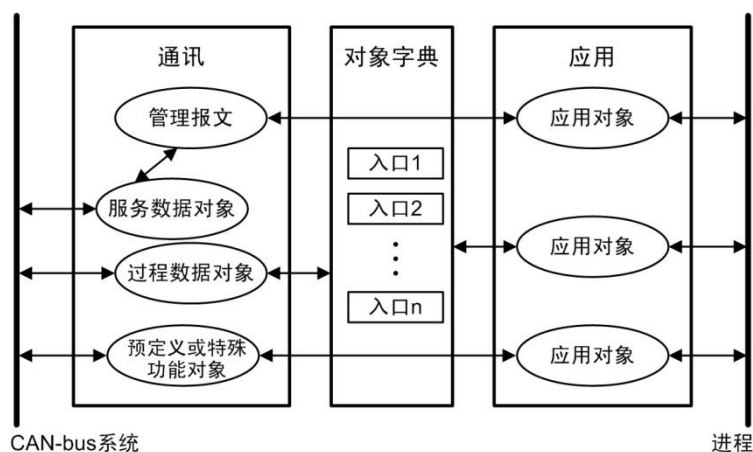 通讯
对象字典
应用
管理报文
应用对象
入口1
服务数据对象
入口2
过程数据对象
应用对象
入口n
预定义或特殊
功能对象
应用对象
CAN-bus系统
进程